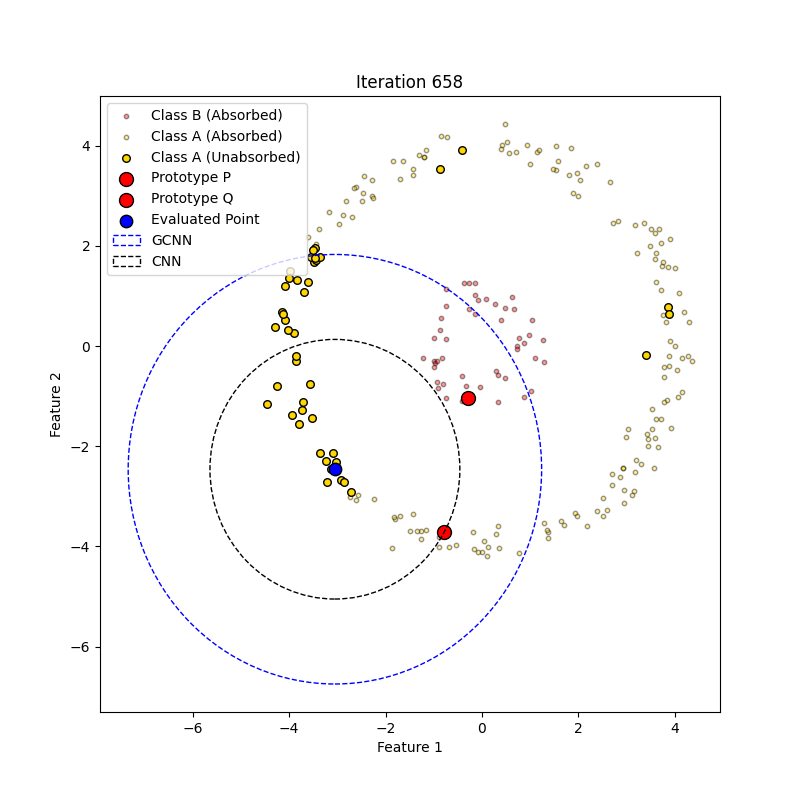 Iteration 658
Class B (Absorbed)
Class A (Absorbed)
Class A (Unabsorbed)
Prototype P
Prototype Q
Evaluated Point
GCNN
CNN
4
2
0
−2
−4
−6
Feature 2
−6
−4
−2
0
2
4
Feature 1